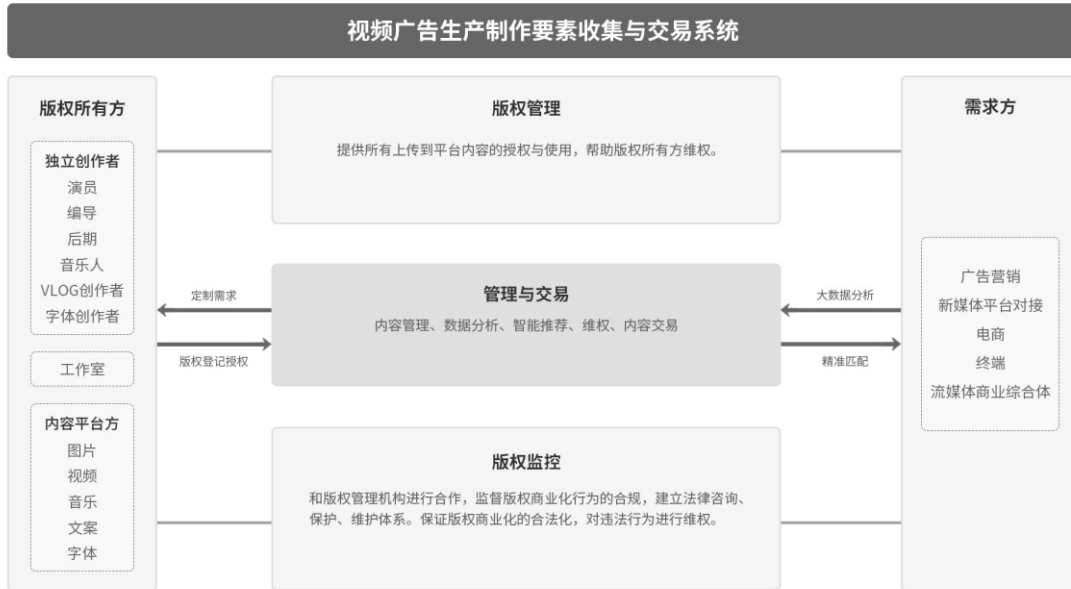 视频广告生产制作要素收集与交易系统
版权所有方
独立创作者
演员
编导
后期
音乐人
VLOG创作者
字体创作者
工作室
内容平台方
图片
视频
音乐
文案
字体
定制需求
版权登记授权
版权管理
提供所有上传到平台内容的授权与使用，帮助版权所有方维权。
管理与交易
内容管理、数据分析、智能推荐、维权、内容交易
版权监控
和版权管理机构进行合作，监督版权商业化行为的合规，建立法律咨询、
保护、维护体系。保证版权商业化的合法化，对违法行为进行维权。
大数据分析
精准匹配
需求方
广告营销
新媒体平台对接
电商
终端
流媒体商业综合体